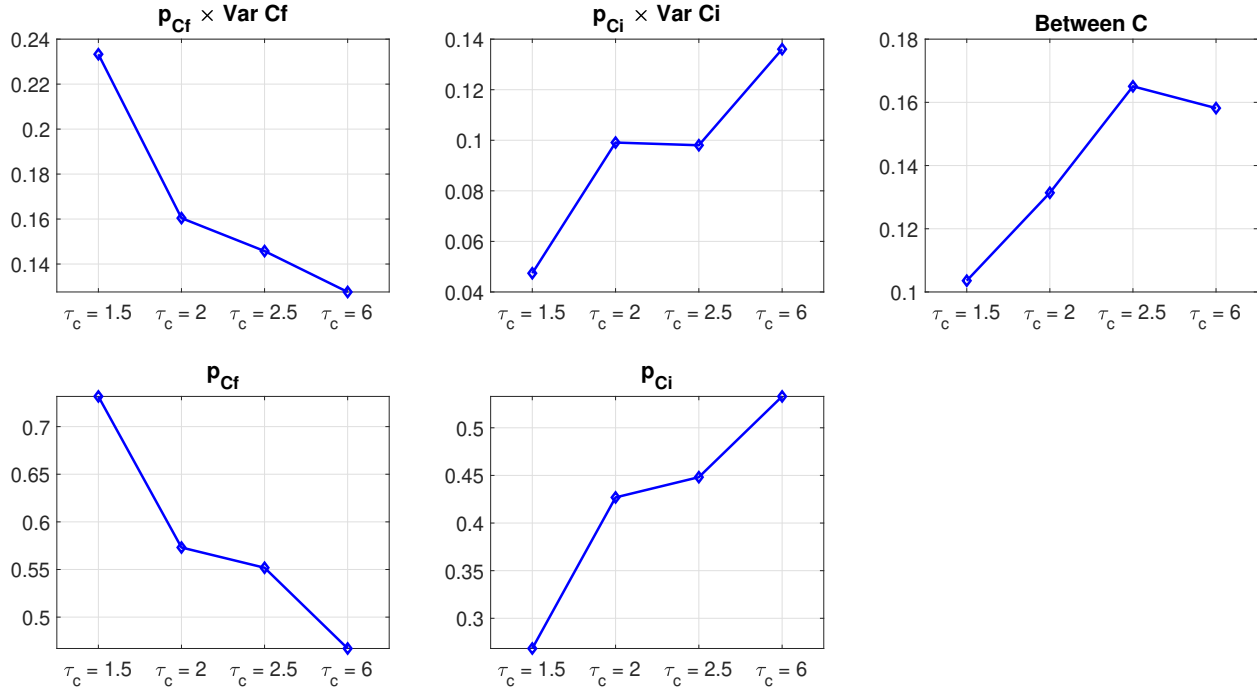 p_Cf × Var Cf
0.24
0.22
0.2
0.18
0.16
0.14
τ_c = 1.5 τ_c = 2 τ_c = 2.5 τ_c = 6
p_Ci × Var Ci
0.14
0.12
0.1
0.08
0.06
0.04
τ_c = 1.5 τ_c = 2 τ_c = 2.5 τ_c = 6
Between C
0.18
0.16
0.14
0.12
0.1
τ_c = 1.5 τ_c = 2 τ_c = 2.5 τ_c = 6
p_Cf
0.7
0.65
0.6
0.55
0.5
τ_c = 1.5 τ_c = 2 τ_c = 2.5 τ_c = 6
p_Ci
0.5
0.45
0.4
0.35
0.3
τ_c = 1.5 τ_c = 2 τ_c = 2.5 τ_c = 6